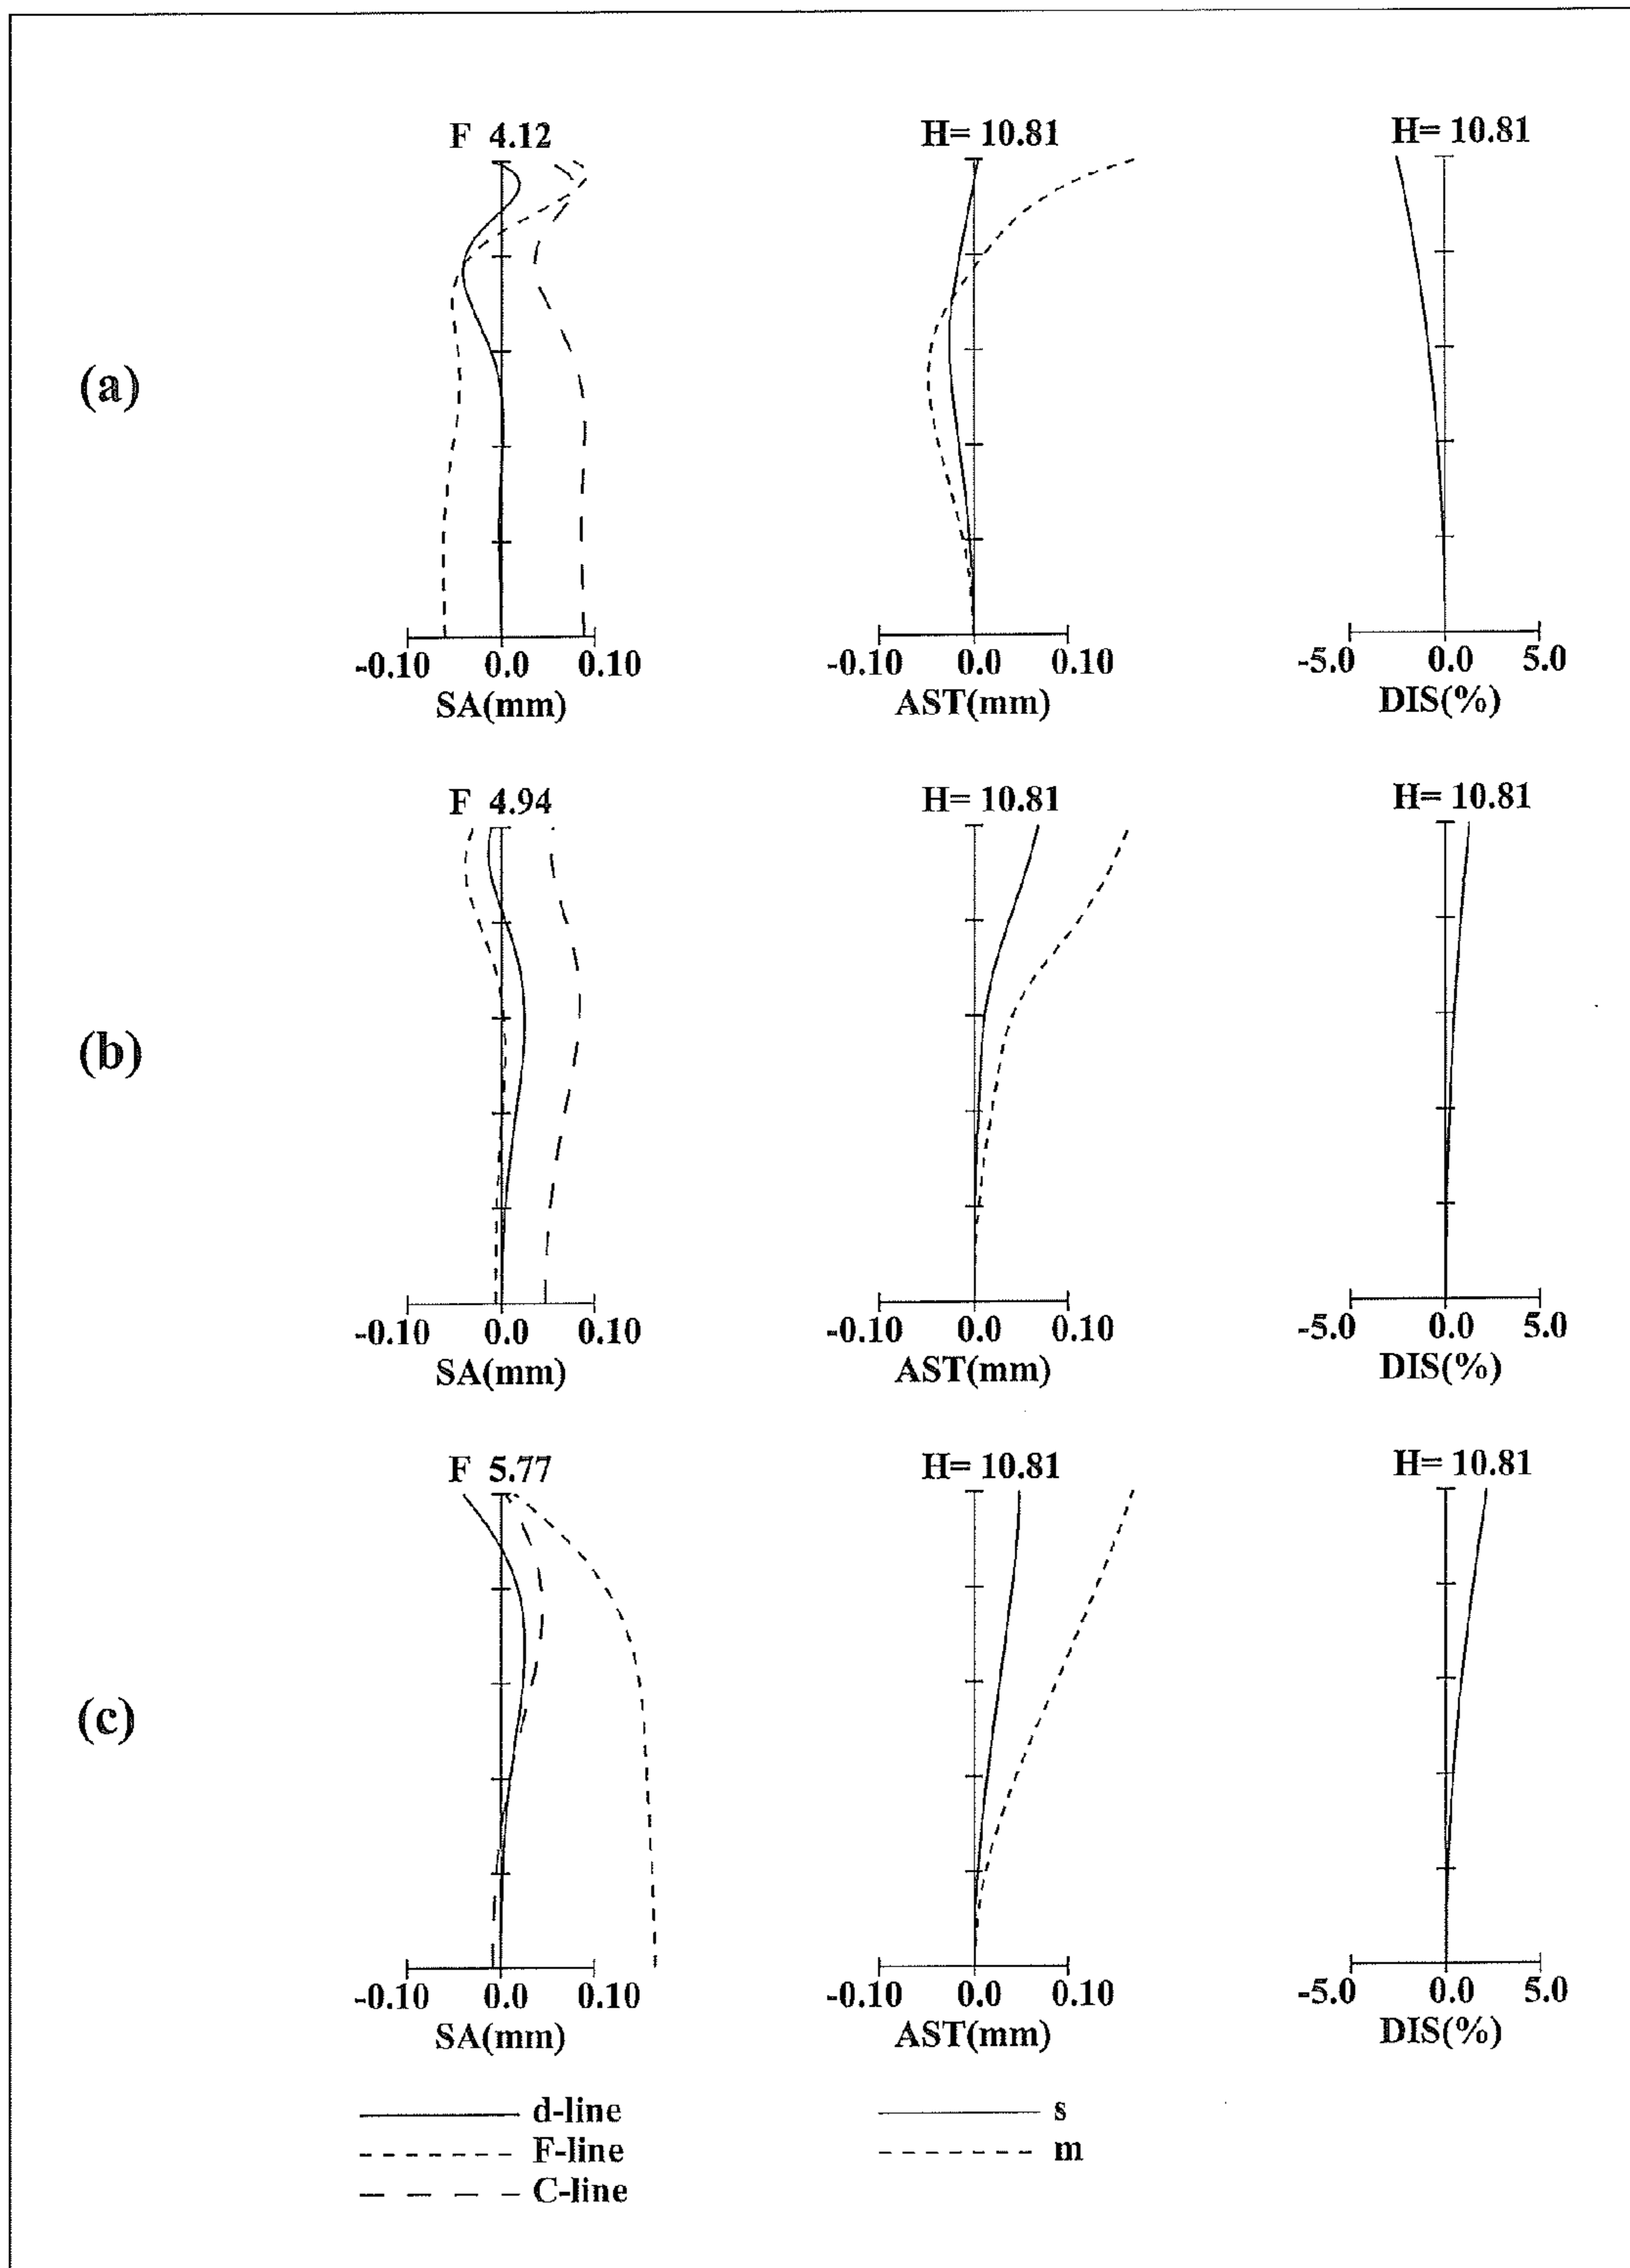 F 4.12
H= 10.81
H= 10.81
(a)
-0.10 0.0 0.10
SA(mm)
-0.10 0.0 0.10
AST(mm)
-5.0 0.0 5.0
DIS(%)
F 4.94
H= 10.81
H= 10.81
(b)
-0.10 0.0 0.10
SA(mm)
-0.10 0.0 0.10
AST(mm)
-5.0 0.0 5.0
DIS(%)
F 5.77
H= 10.81
H= 10.81
(c)
-0.10 0.0 0.10
SA(mm)
-0.10 0.0 0.10
AST(mm)
-5.0 0.0 5.0
DIS(%)
d-line
F-line
C-line
s
m